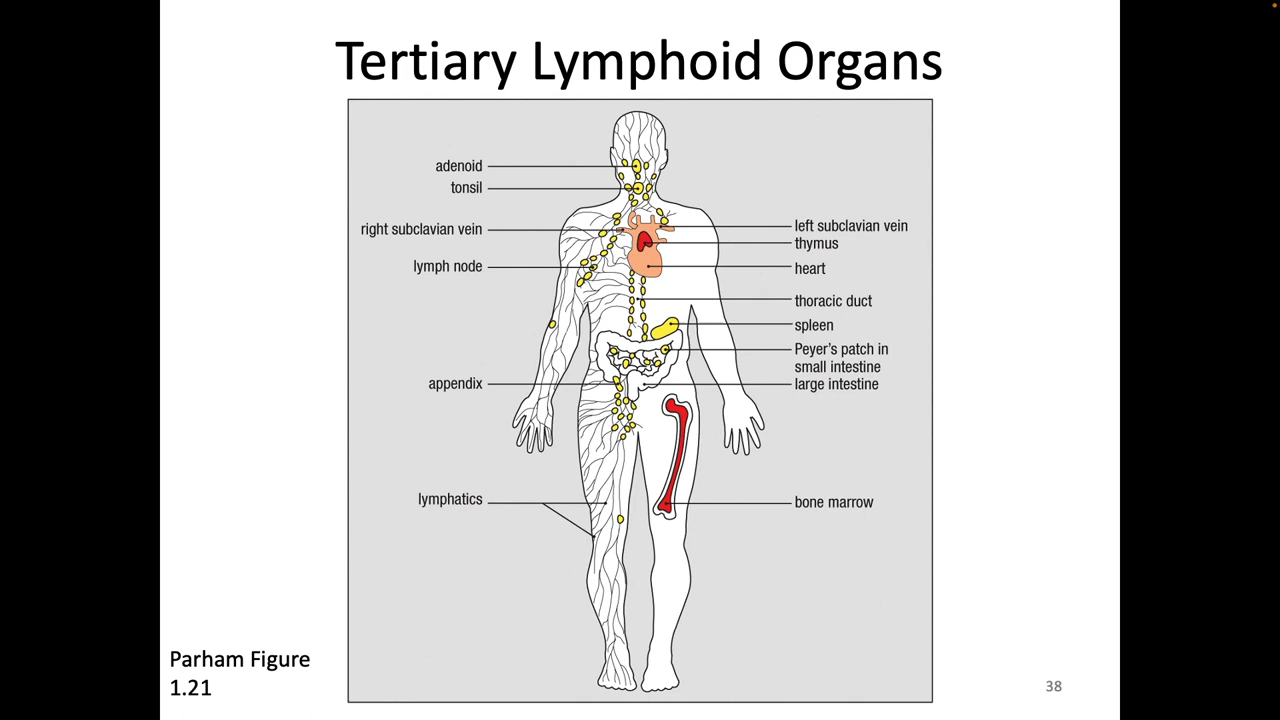 Tertiary Lymphoid Organs
adenoid
tonsil
right subclavian vein
lymph node
appendix
lymphatics
left subclavian vein
thymus
heart
thoracic duct
spleen
Peyer's patch in
small intestine
large intestine
bone marrow
Parham Figure
1.21
38